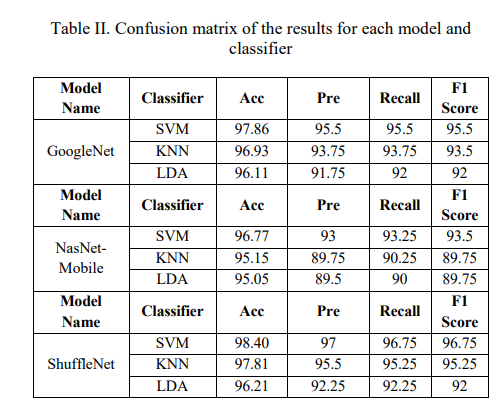 Table II. Confusion matrix of the results for each model and
classifier
Model Name Classifier Acc Pre Recall F1 Score
GoogleNet SVM 97.86 95.5 95.5 95.5
KNN 96.93 93.75 93.75 93.5
LDA 96.11 91.75 92 92
Model Name Classifier Acc Pre Recall F1 Score
NasNet-Mobile SVM 96.77 93 93.25 93.5
KNN 95.15 89.75 90.25 89.75
LDA 95.05 89.5 90 89.75
Model Name Classifier Acc Pre Recall F1 Score
ShuffleNet SVM 98.40 97 96.75 96.75
KNN 97.81 95.5 95.25 95.25
LDA 96.21 92.25 92.25 92